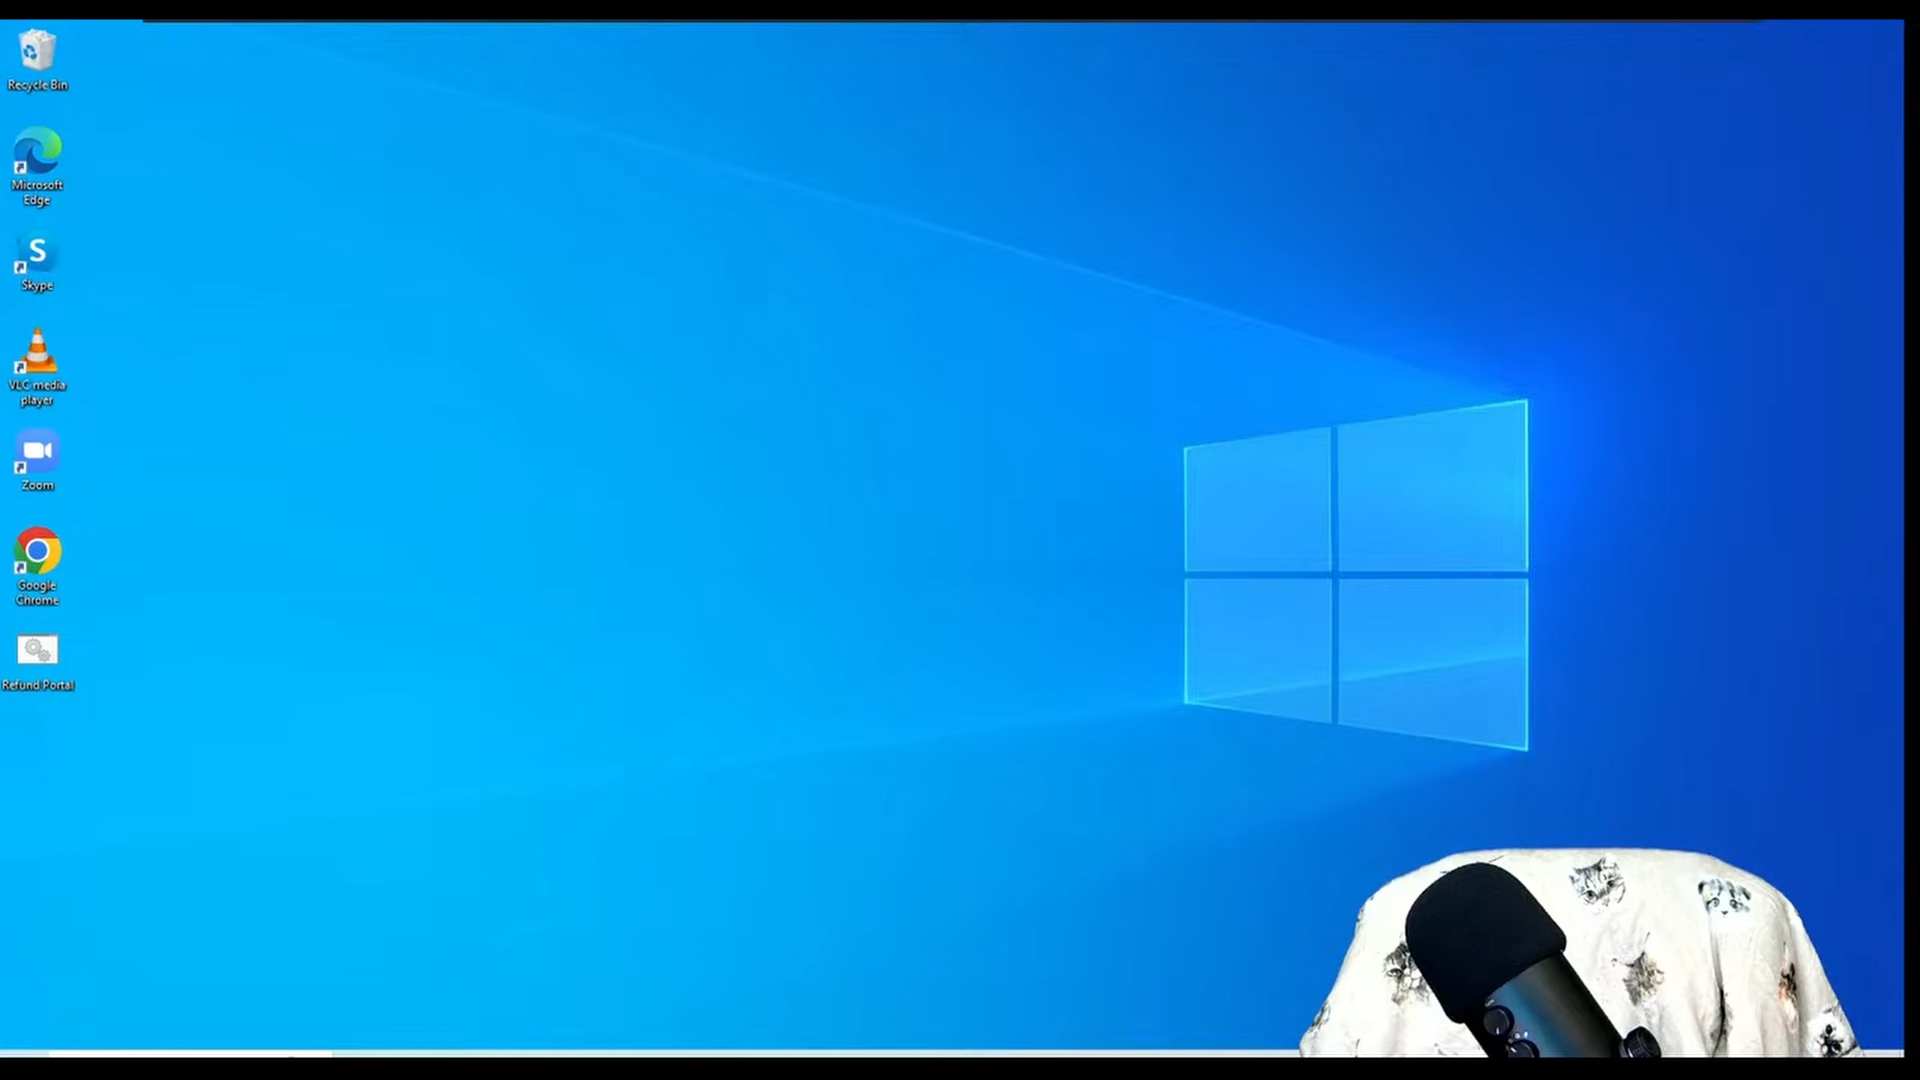 Recycle Bin
Microsoft
Edge
S
Skype
VLC media
player
Zoom
Google
Chrome
Refund Portal